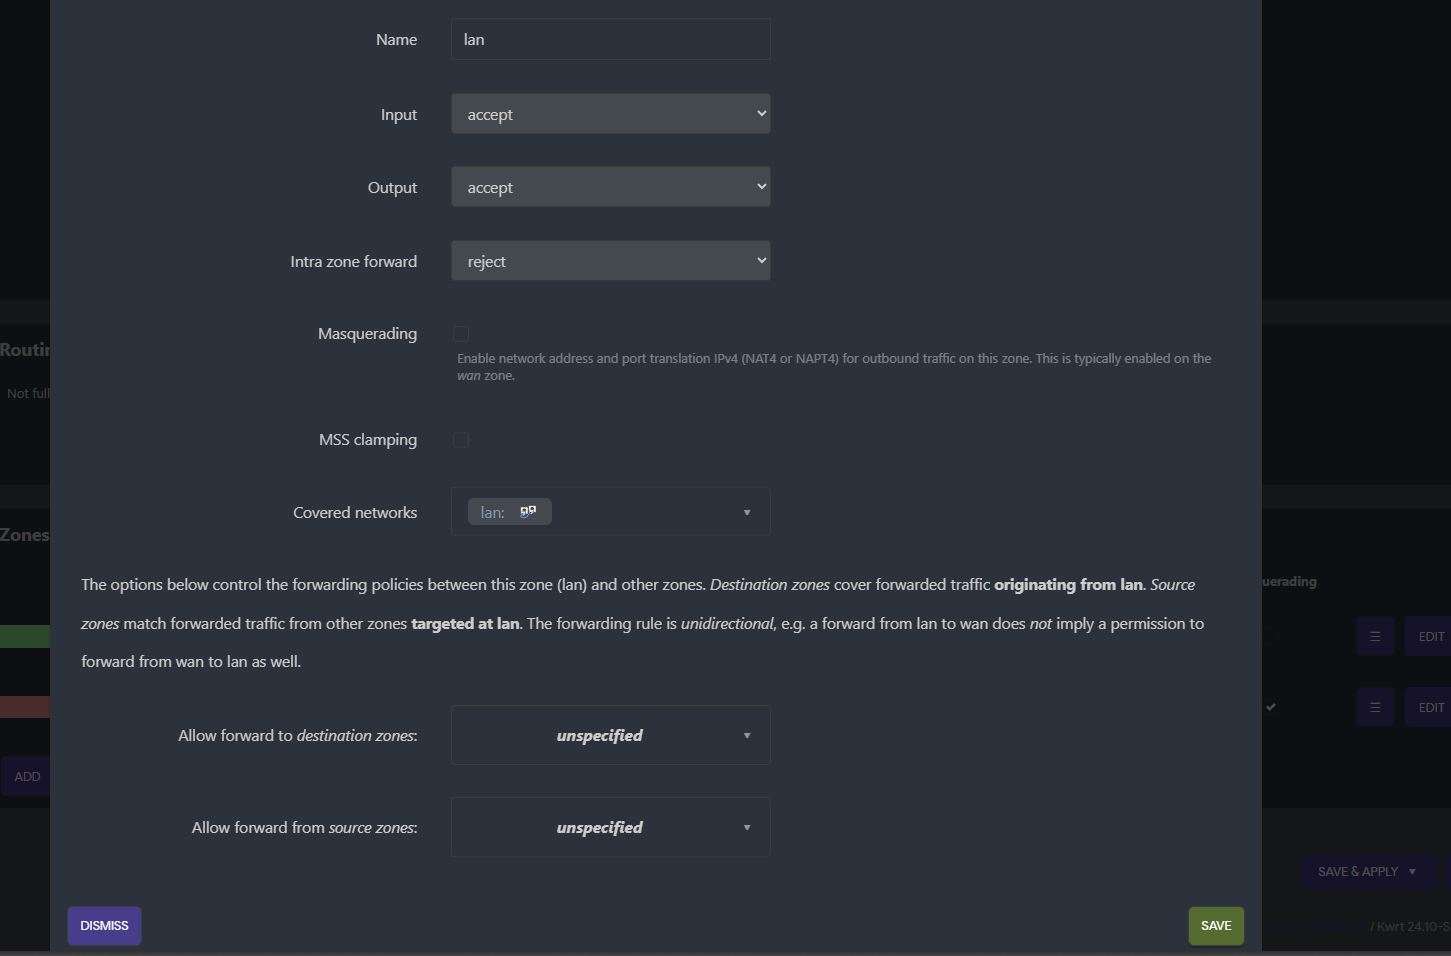 Name
lan
Input
accept
Output
accept
Intra zone forward
reject
Routin
Masquerading
Enable network address and port translation IPv4 (NAT4 or NAPT4) for outbound traffic on this zone. This is typically enabled on the
wan zone.
Not full
MSS clamping
Covered networks
lan:
Zones
The options below control the forwarding policies between this zone (lan) and other zones. Destination zones cover forwarded traffic originating from lan. Source
zones match forwarded traffic from other zones targeted at lan. The forwarding rule is unidirectional, e.g. a forward from lan to wan does not imply a permission to
forward from wan to lan as well.
uerading
EDIT
EDIT
Allow forward to destination zones:
unspecified
ADD
Allow forward from source zones:
unspecified
SAVE & APPLY
DISMISS
SAVE
/ Kwrt 24.10-S